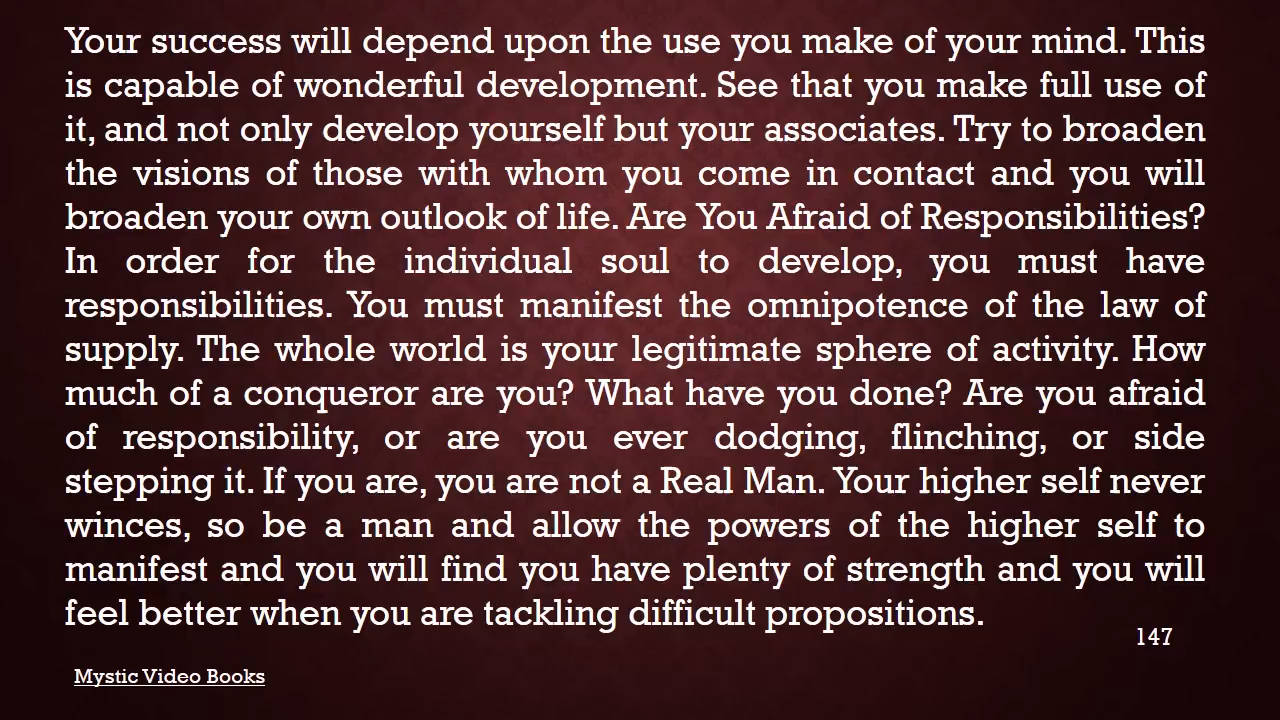 Your success will depend upon the use you make of your mind. This
is capable of wonderful development. See that you make full use of
it, and not only develop yourself but your associates. Try to broaden
the visions of those with whom you come in contact and you will
broaden your own outlook of life. Are You Afraid of Responsibilities?
In order for the individual soul to develop, you must have
responsibilities. You must manifest the omnipotence of the law of
supply. The whole world is your legitimate sphere of activity. How
much of a conqueror are you? What have you done? Are you afraid
of responsibility, or are you ever dodging, flinching, or side
stepping it. If you are, you are not a Real Man. Your higher self never
winces, so be a man and allow the powers of the higher self to
manifest and you will find you have plenty of strength and you will
feel better when you are tackling difficult propositions.
147
Mystic Video Books